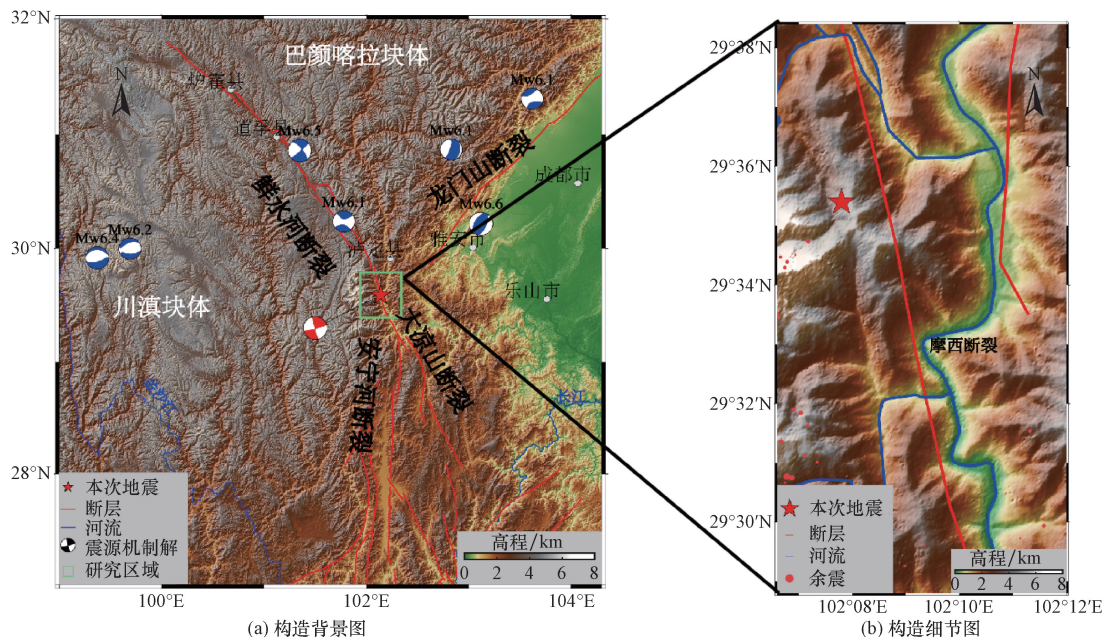 32°N
30°N
28°N
100°E
102°E
104°E
巴颜喀拉块体
N
炉霍县
道孚县
Mw6.1
Mw6.5
Mw6.1
龙门山断裂
成都市
鲜水河断裂
Mw6.1
Mw6.6
雅安市
Mw6.4
Mw6.2
川滇块体
乐山市
大凉山断裂
安宁河断裂
长江
本次地震
断层
河流
震源机制解
研究区域
高程/km
0 2 4 6 8
(a) 构造背景图
29°38′N
29°36′N
29°34′N
29°32′N
29°30′N
102°08′E
102°10′E
102°12′E
N
摩西断裂
本次地震
断层
河流
余震
高程/km
0 2 4 6 8
(b) 构造细节图